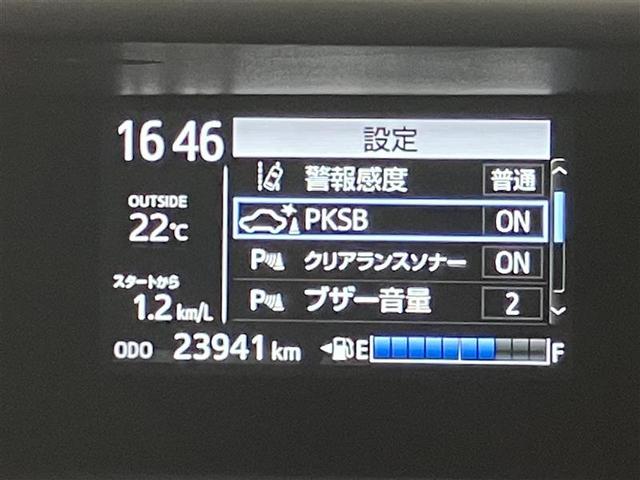 16 46
設定
警報感度 普通
OUTSIDE
22℃
PKSB ON
P クリアランスソナー ON
スタートから
1.2 km/L
P ブザー音量 2
ODO 23941 km
E F